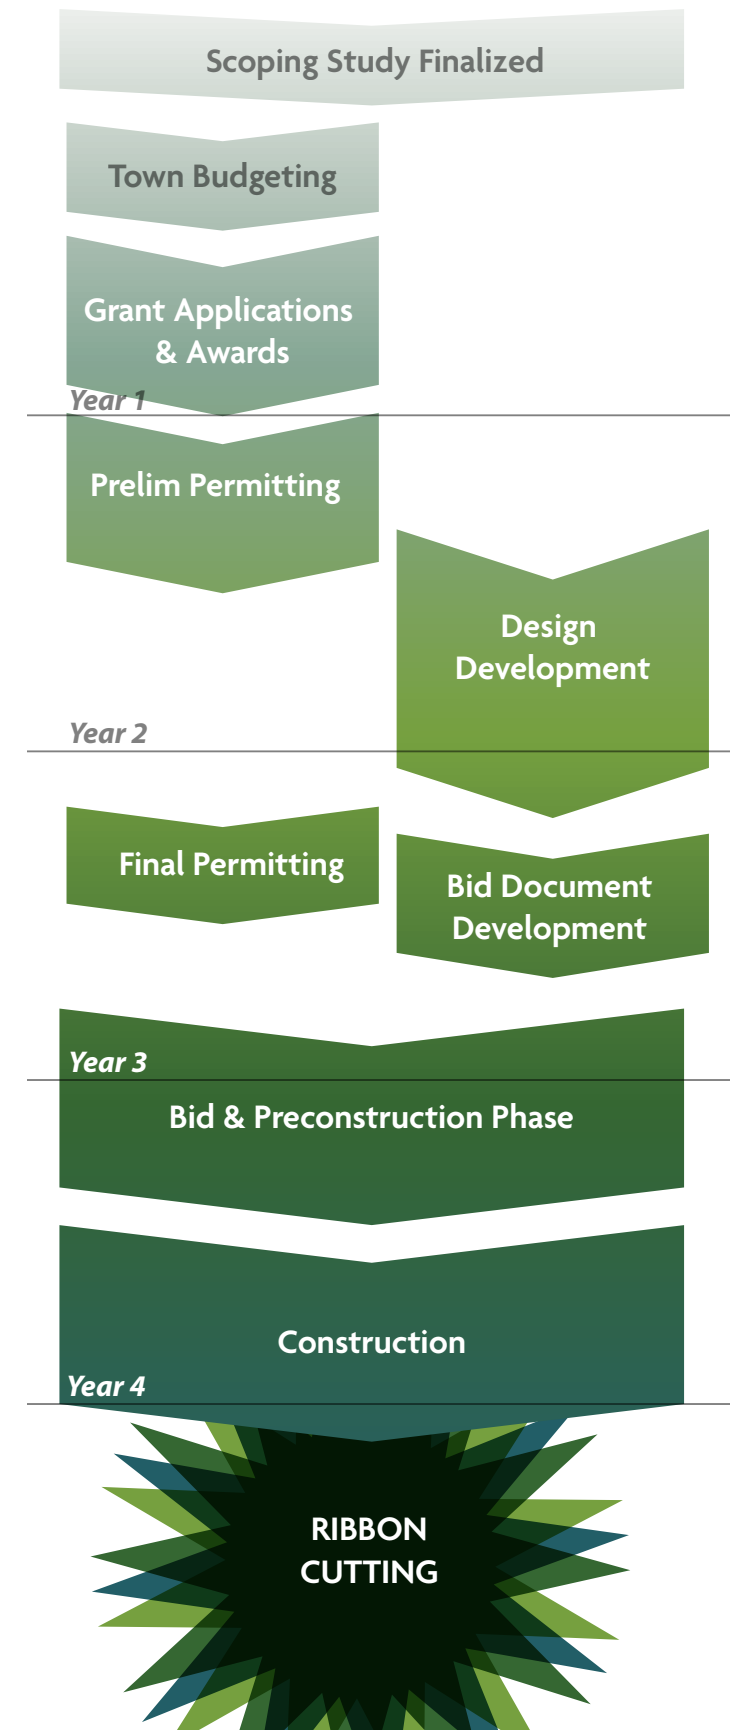 Scoping Study Finalized
Town Budgeting
Grant Applications
& Awards
Year 1
Prelim Permitting
Design
Development
Year 2
Final Permitting
Bid Document
Development
Year 3
Bid & Preconstruction Phase
Construction
Year 4
RIBBON
CUTTING